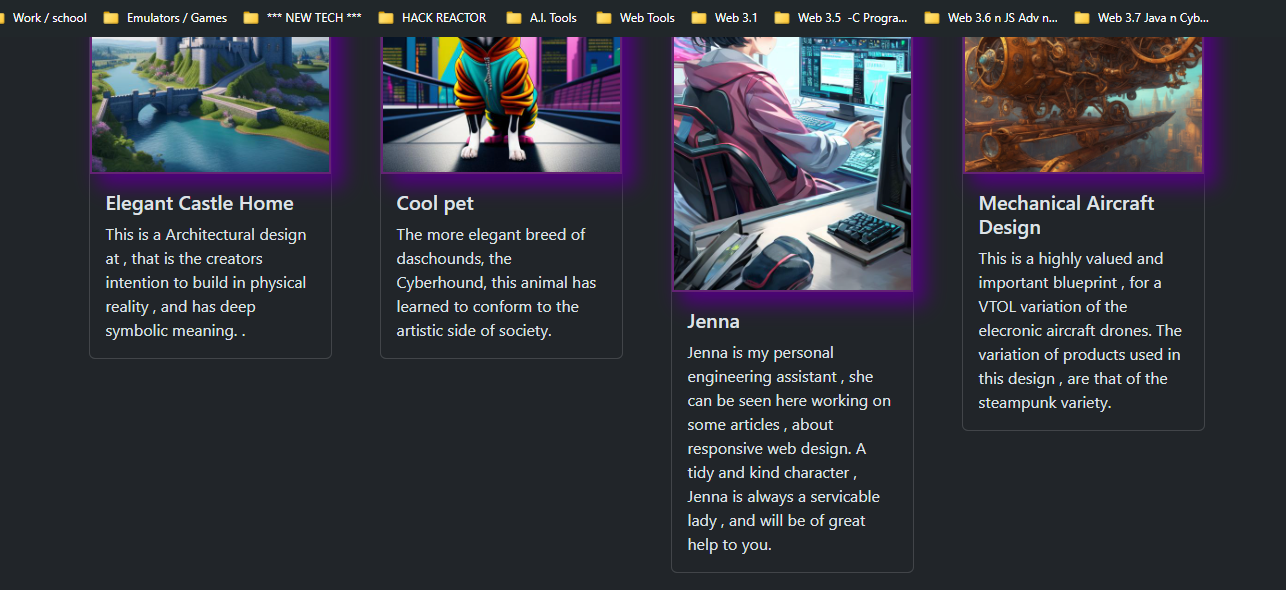 Work / school
Emulators / Games
*** NEW TECH ***
HACK REACTOR
A.I. Tools
Web Tools
Web 3.1
Web 3.5 -C Progra...
Web 3.6 n JS Adv n...
Web 3.7 Java n Cyb...
Elegant Castle Home
This is a Architectural design
at , that is the creators
intention to build in physical
reality , and has deep
symbolic meaning. .
Cool pet
The more elegant breed of
daschounds, the
Cyberhound, this animal has
learned to conform to the
artistic side of society.
Jenna
Jenna is my personal
engineering assistant , she
can be seen here working on
some articles , about
responsive web design. A
tidy and kind character ,
Jenna is always a servicable
lady , and will be of great
help to you.
Mechanical Aircraft
Design
This is a highly valued and
important blueprint , for a
VTOL variation of the
elecronic aircraft drones. The
variation of products used in
this design , are that of the
steampunk variety.